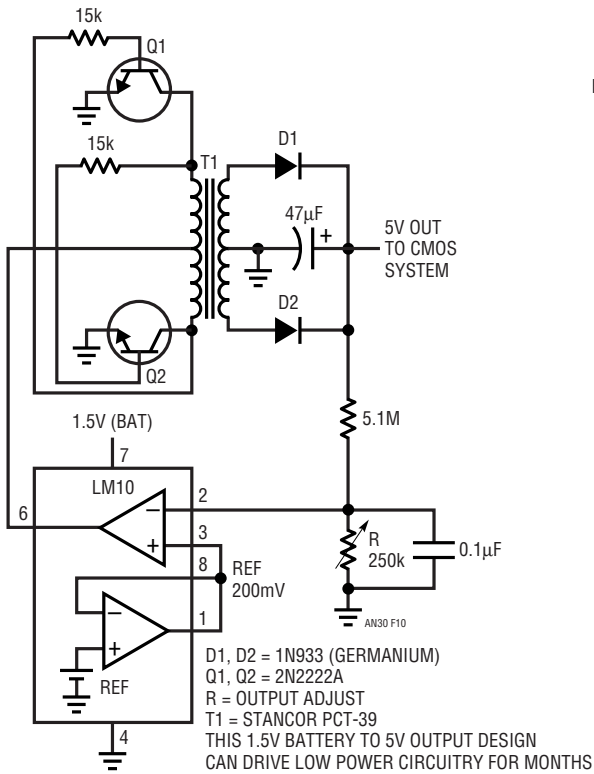 15k
Q1
15k
T1
D1
47µF
+
5V OUT
TO CMOS
SYSTEM
D2
Q2
1.5V (BAT)
7
5.1M
LM10
6
2
−
3
+
8
REF
200mV
R
250k
0.1µF
1
−
+
REF
AN30 F10
4
D1, D2 = 1N933 (GERMANIUM)
Q1, Q2 = 2N2222A
R = OUTPUT ADJUST
T1 = STANCOR PCT-39
THIS 1.5V BATTERY TO 5V OUTPUT DESIGN
CAN DRIVE LOW POWER CIRCUITRY FOR MONTHS